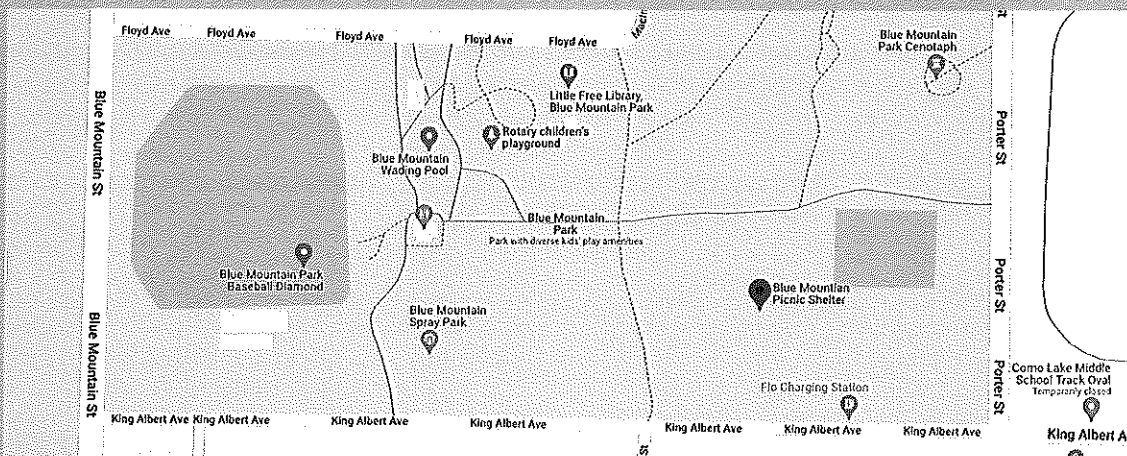 Floyd Ave
Floyd Ave
Floyd Ave
Floyd Ave
Floyd Ave
Blue Mountain
Park Cenotaph
Little Free Library,
Blue Mountain Park
Blue Mountain St
Rotary children's
playground
Porter St
Blue Mountain
Wading Pool
Blue Mountain
Park
Park with diverse kids' play amenities
Blue Mountain Park
Baseball Diamond
Blue Mountian
Picnic Shelter
Porter St
Blue Mountain
Spray Park
Blue Mountain St
Porter St
Como Lake Middle
School Track Oval
Temporarily closed
Flo Charging Station
King Albert Ave
King Albert Ave
King Albert Ave
King Albert Ave
King Albert Ave
King Albert Ave
King Albert Ave
King Albert A
St